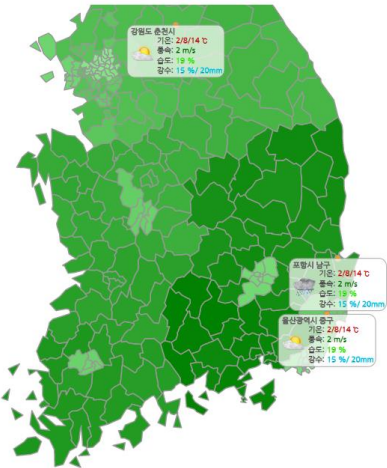 강원도 춘천시
기온: 2/8/14 ℃
풍속: 2 m/s
습도: 19 %
강수: 15 %/ 20mm
포항시 남구
기온: 2/8/14 ℃
풍속: 2 m/s
습도: 19 %
강수: 15 %/ 20mm
울산광역시 중구
기온: 2/8/14 ℃
풍속: 2 m/s
습도: 19 %
강수: 15 %/ 20mm